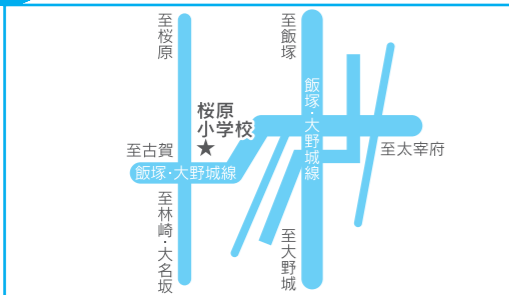 至桜原
至飯塚
飯塚・大野城線
桜原
小学校
★
至古賀
至太宰府
飯塚・大野城線
至林崎・大名坂
至大野城